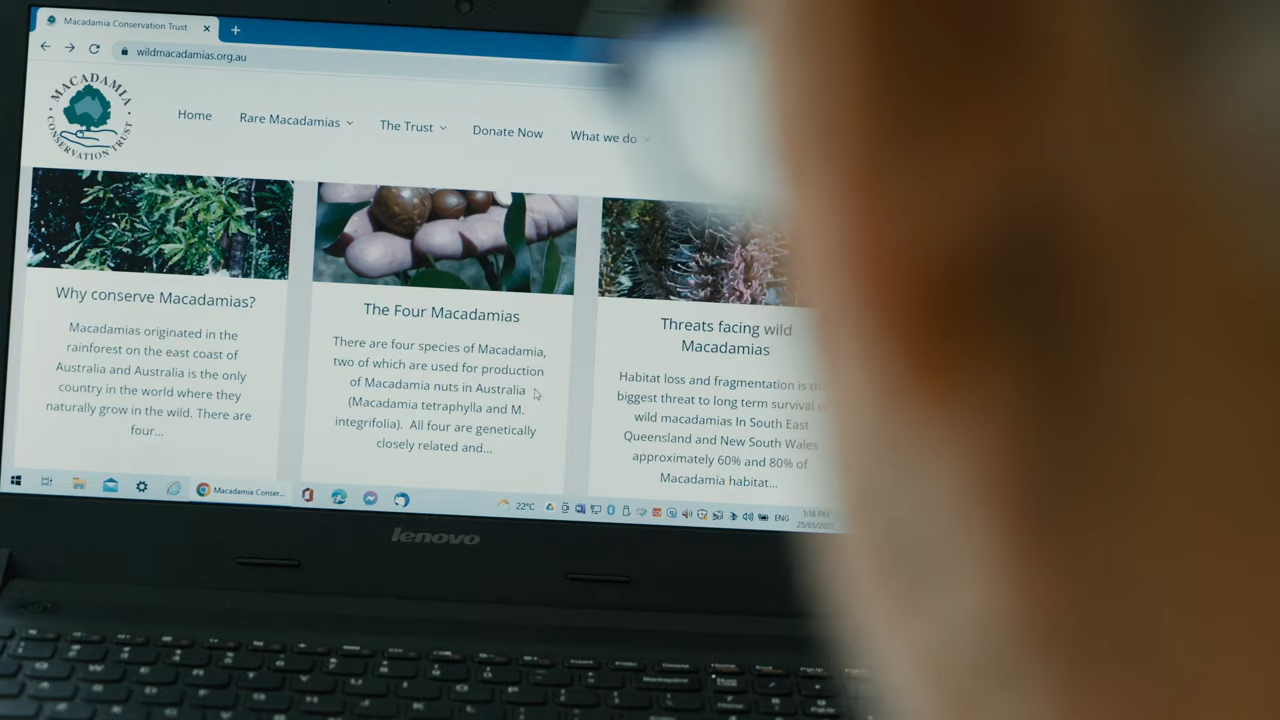 Macadamia Conservation Trust
wildmacadamias.org.au
MACADAMIA
CONSERVATION TRUST
Home
Rare Macadamias
The Trust
Donate Now
What we do
Why conserve Macadamias?
Macadamias originated in the
rainforest on the east coast of
Australia and Australia is the only
country in the world where they
naturally grow in the wild. There are
four...
The Four Macadamias
There are four species of Macadamia,
two of which are used for production
of Macadamia nuts in Australia
(Macadamia tetraphylla and M.
integrifolia). All four are genetically
closely related and...
Threats facing wild
Macadamias
Habitat loss and fragmentation is the
biggest threat to long term survival of
wild macadamias In South East
Queensland and New South Wales
approximately 60% and 80% of
Macadamia habitat...
Macadamia Conser...
22°C
ENG
1:16 PM
lenovo